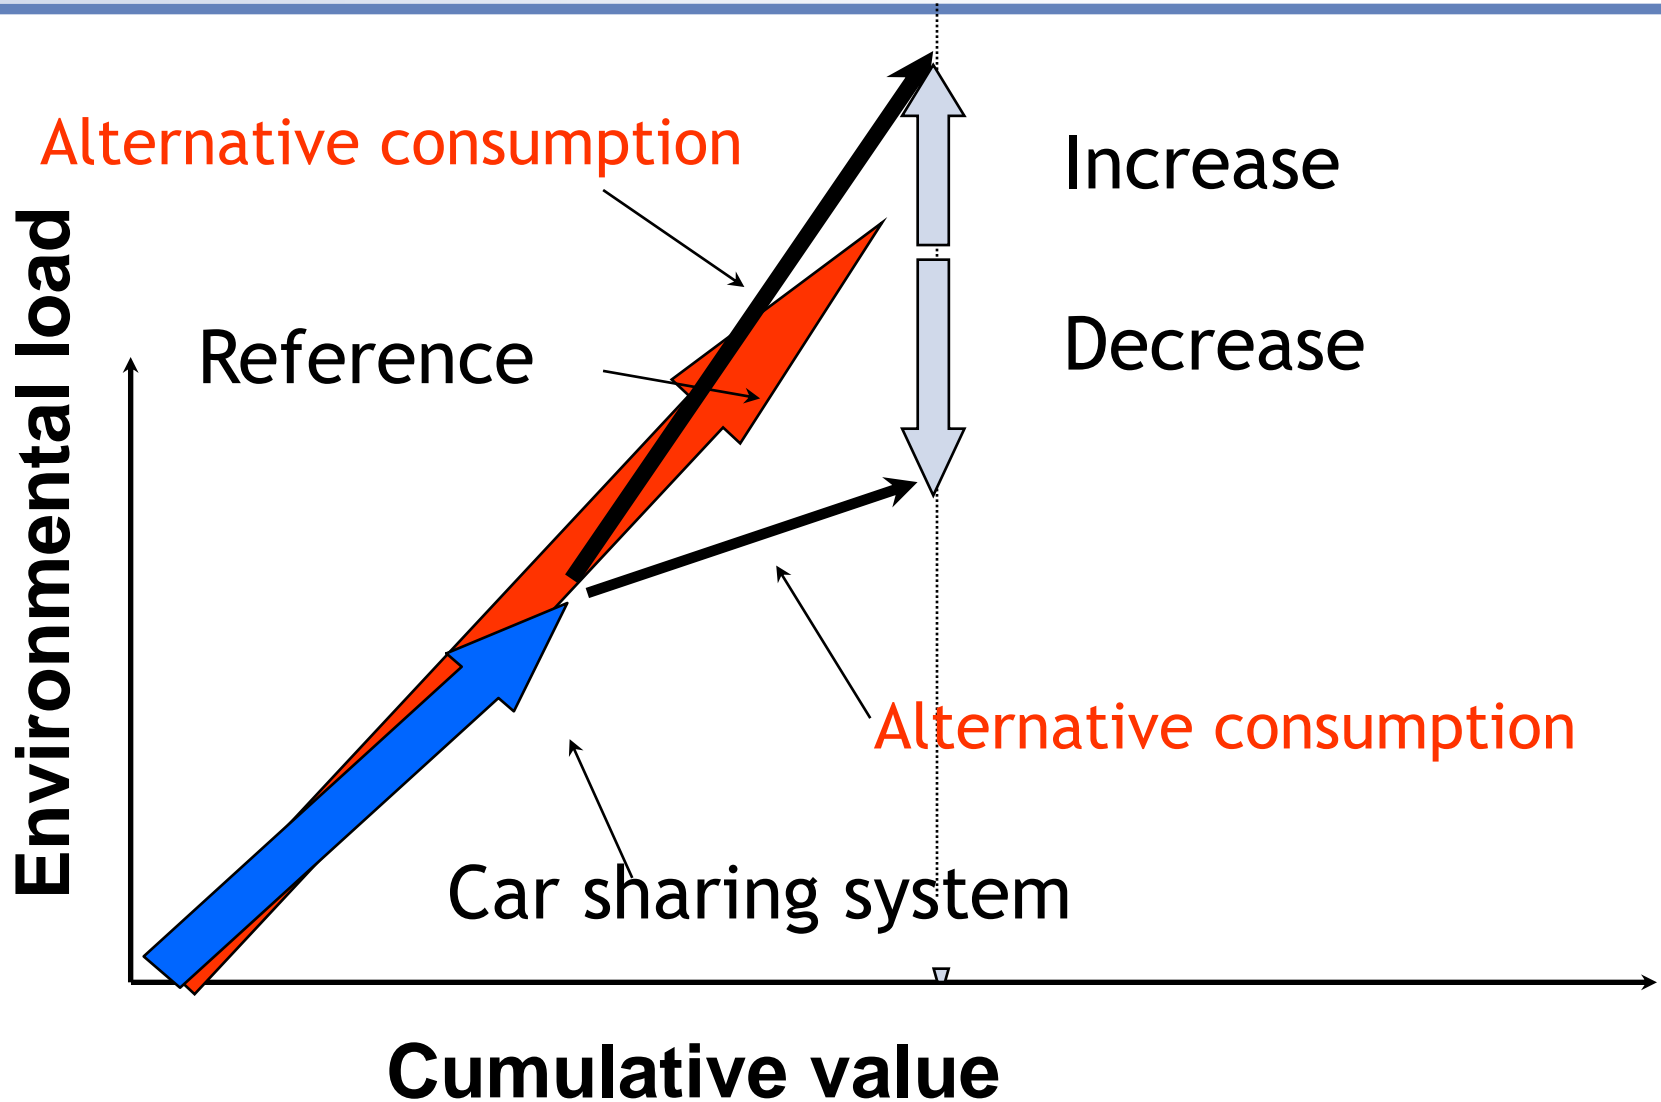 Alternative consumption
Increase
Environmental load
Reference
Decrease
Alternative consumption
Car sharing system
Cumulative value